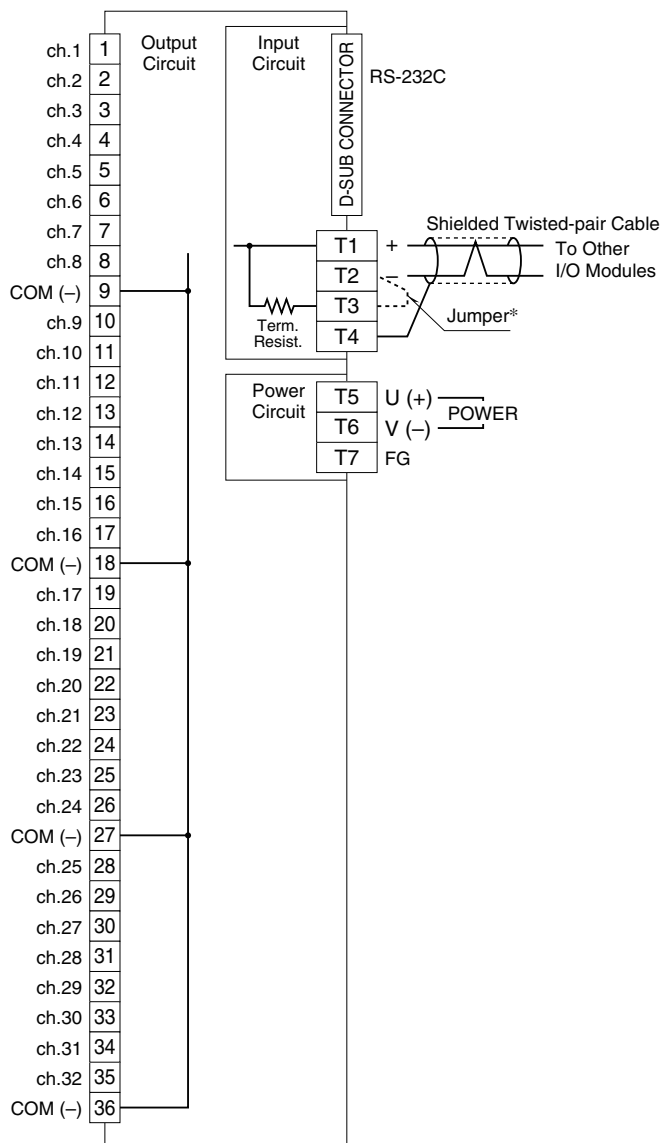 ch.1 1
ch.2 2
ch.3 3
ch.4 4
ch.5 5
ch.6 6
ch.7 7
ch.8 8
COM (–) 9
ch.9 10
ch.10 11
ch.11 12
ch.12 13
ch.13 14
ch.14 15
ch.15 16
ch.16 17
COM (–) 18
ch.17 19
ch.18 20
ch.19 21
ch.20 22
ch.21 23
ch.22 24
ch.23 25
ch.24 26
COM (–) 27
ch.25 28
ch.26 29
ch.27 30
ch.28 31
ch.29 32
ch.30 33
ch.31 34
ch.32 35
COM (–) 36
Output
Circuit
Input
Circuit
D-SUB CONNECTOR
RS-232C
Shielded Twisted-pair Cable
T1 +
T2 –
T3
T4
To Other
I/O Modules
Term.
Resist.
Jumper*
Power
Circuit
T5 U (+)
T6 V (–)
POWER
T7 FG